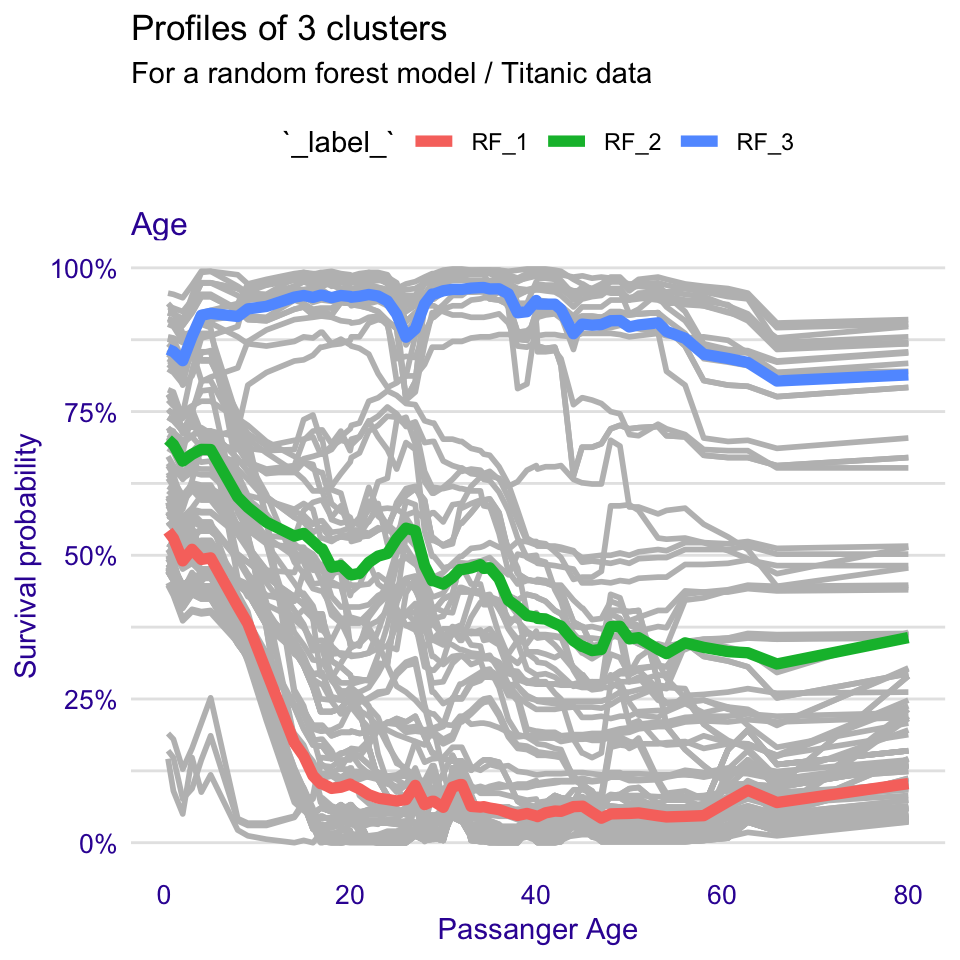 Profiles of 3 clusters
For a random forest model / Titanic data
`_label_` RF_1 RF_2 RF_3
Age
100%
75%
50%
25%
0%
Survival probability
0 20 40 60 80
Passanger Age